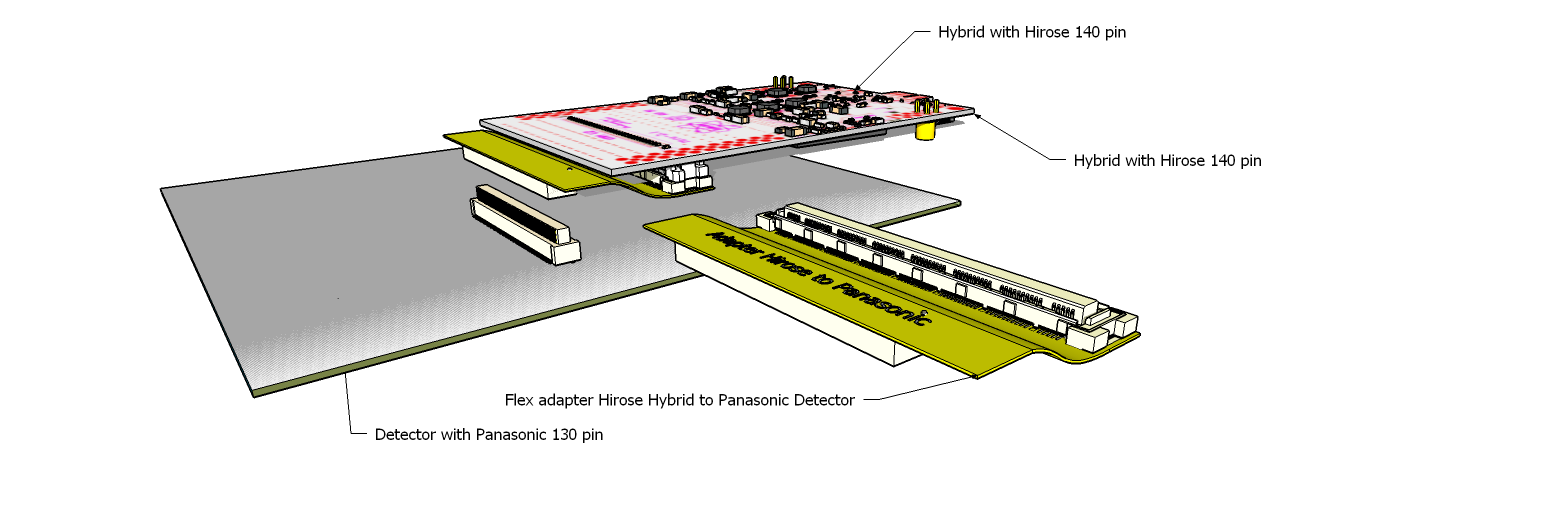 Hybrid with Hirose 140 pin
Hybrid with Hirose 140 pin
Adapter Hirose to Panasonic
Flex adapter Hirose Hybrid to Panasonic Detector
Detector with Panasonic 130 pin